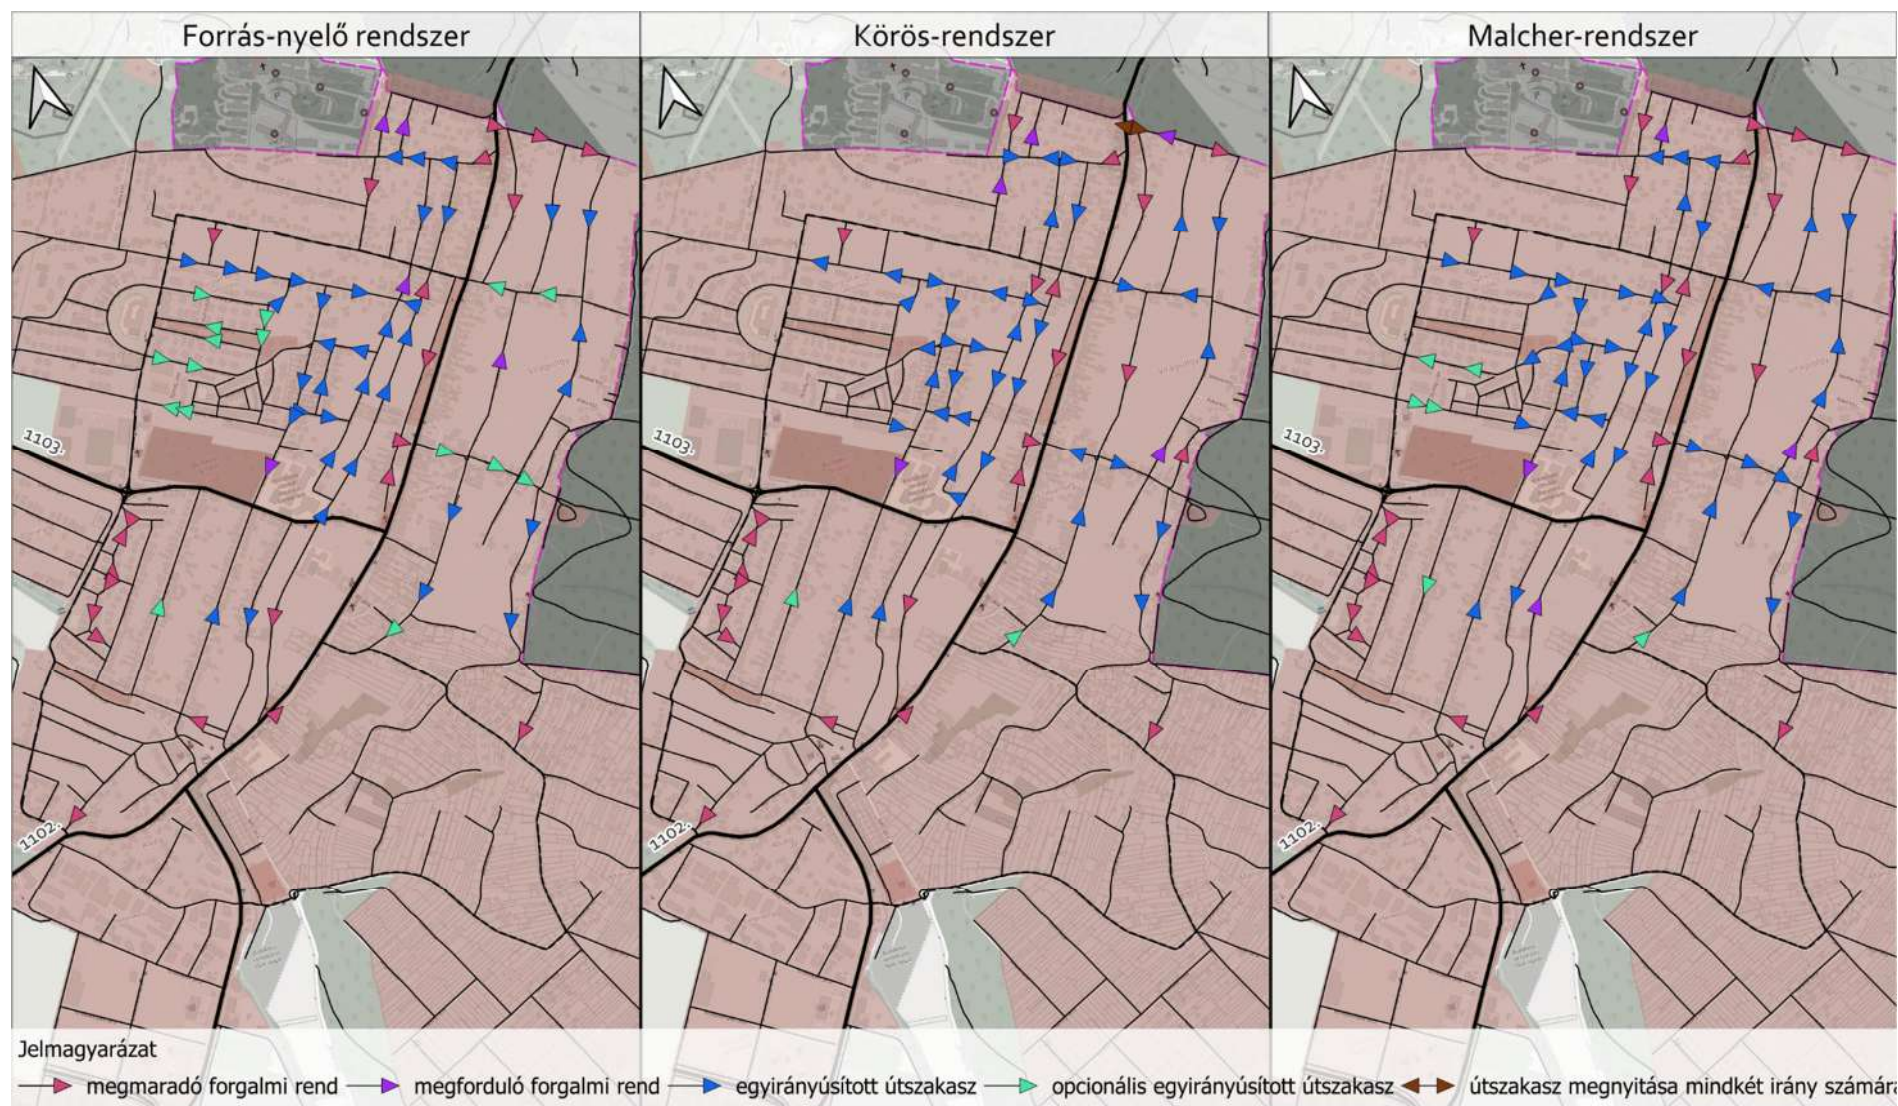 Forrás-nyelő rendszer
Körös-rendszer
Malcher-rendszer
1103.
1103.
1103.
1102.
1102.
1102.
Jelmagyarázat
megmaradó forgalmi rend
megforduló forgalmi rend
egyirányúsított útszakasz
opcionális egyirányúsított útszakasz
útszakasz megnyitása mindkét irány számára